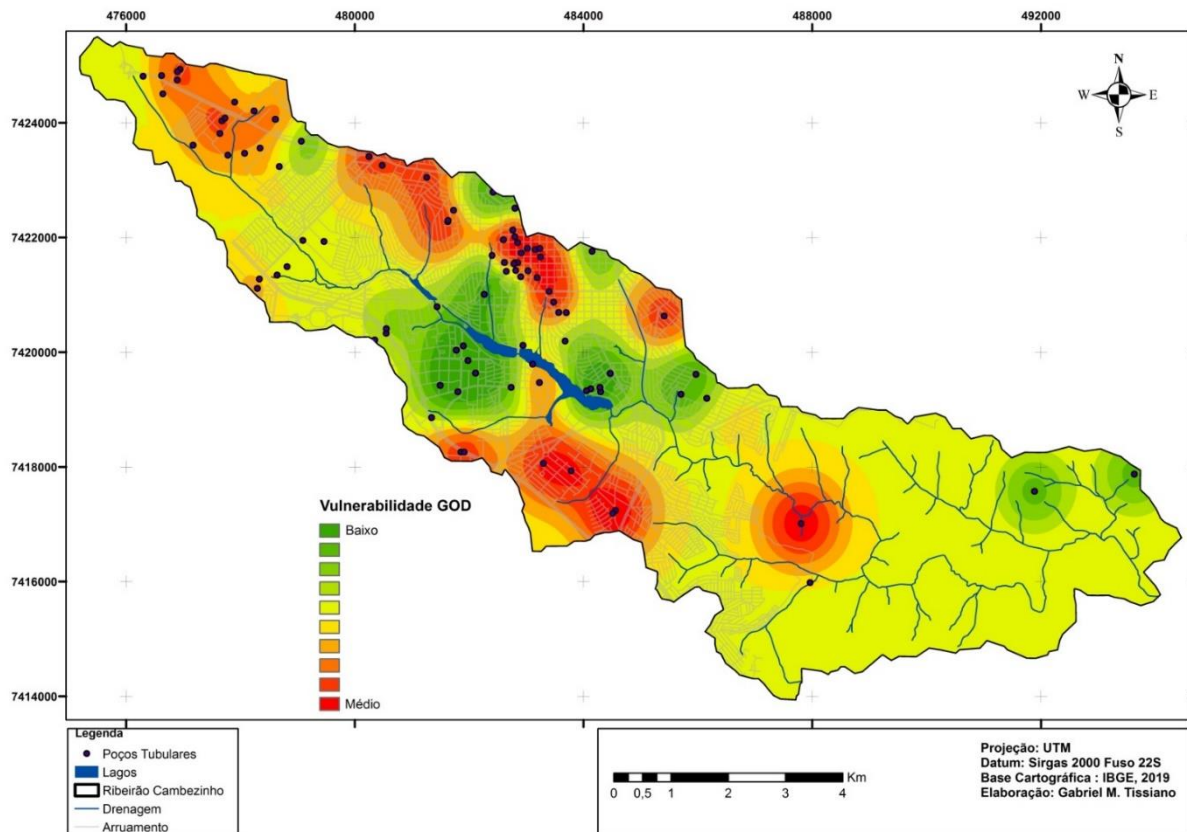 476000 480000 484000 488000 492000
N
W E
S
7424000
7422000
7420000
7418000
7416000
7414000
Vulnerabilidade GOD
Baixo
Médio
Legenda
Poços Tubulares
Lagos
Ribeirão Cambezinho
Drenagem
Arruamento
Km
0 0,5 1 2 3 4
Projeção: UTM
Datum: Sirgas 2000 Fuso 22S
Base Cartográfica : IBGE, 2019
Elaboração: Gabriel M. Tissiano